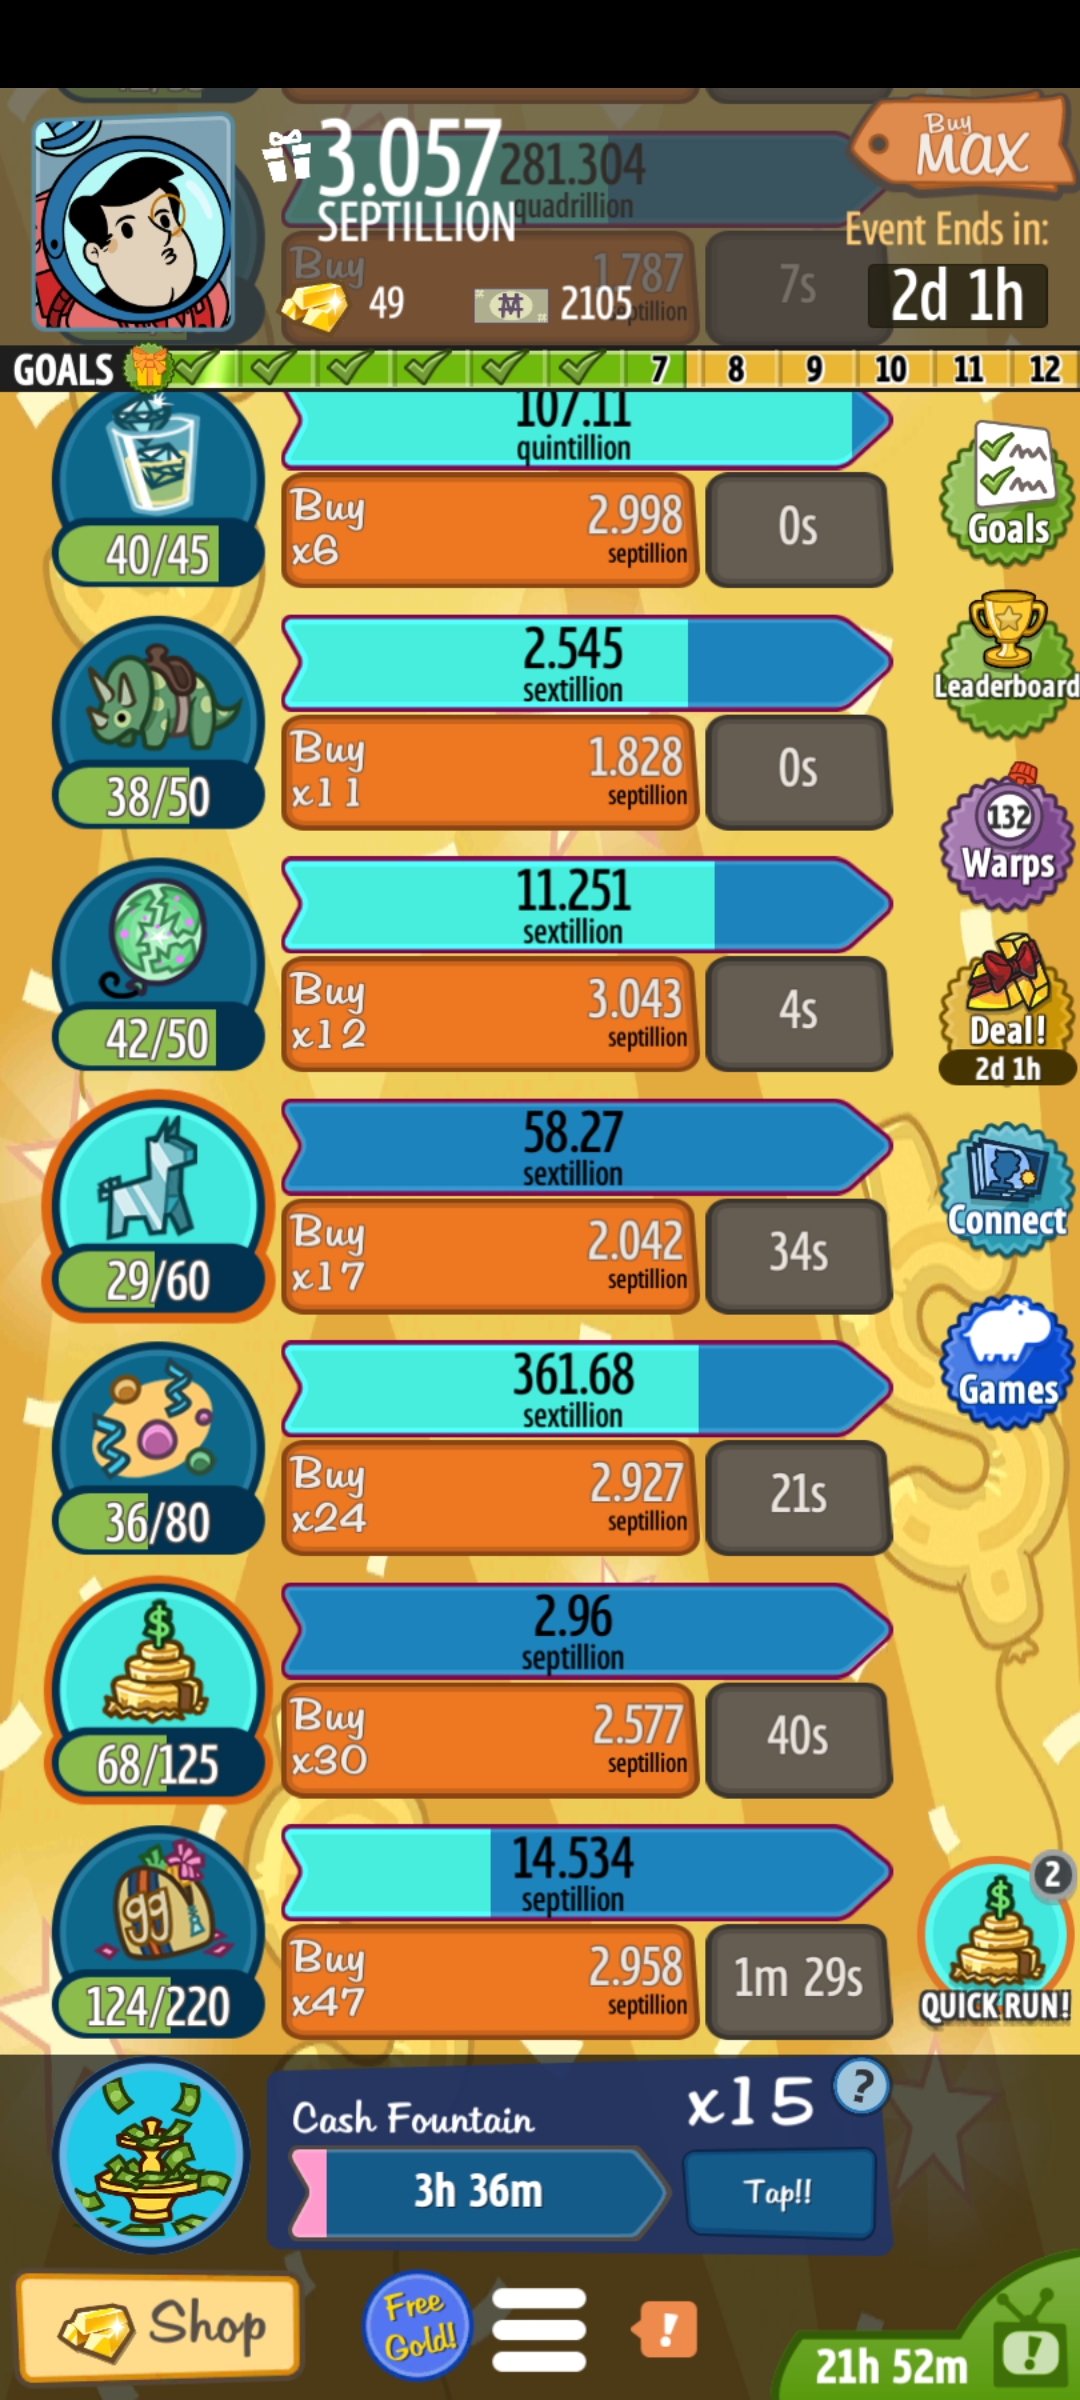 3.057
SEPTILLION
281.304
quadrillion
Buy
MAX
Event Ends in:
2d 1h
Buy
1.787
7s
49
2105
GOALS
7
8
9
10
11
12
107.11
quintillion
40/45
Buy
x6
2.998
septillion
0s
Goals
38/50
2.545
sextillion
Buy
x11
1.828
septillion
0s
Leaderboard
42/50
11.251
sextillion
Buy
x12
3.043
septillion
4s
132
Warps
Deal!
2d 1h
29/60
58.27
sextillion
Buy
x17
2.042
septillion
34s
Connect
36/80
361.68
sextillion
Buy
x24
2.927
septillion
21s
Games
$
68/125
2.96
septillion
Buy
x30
2.577
septillion
40s
99
124/220
14.534
septillion
Buy
x47
2.958
septillion
1m 29s
2
$
QUICK RUN!
Cash Fountain
x15
?
3h 36m
Tap!!
Shop
Free
Gold!
!
21h 52m
!